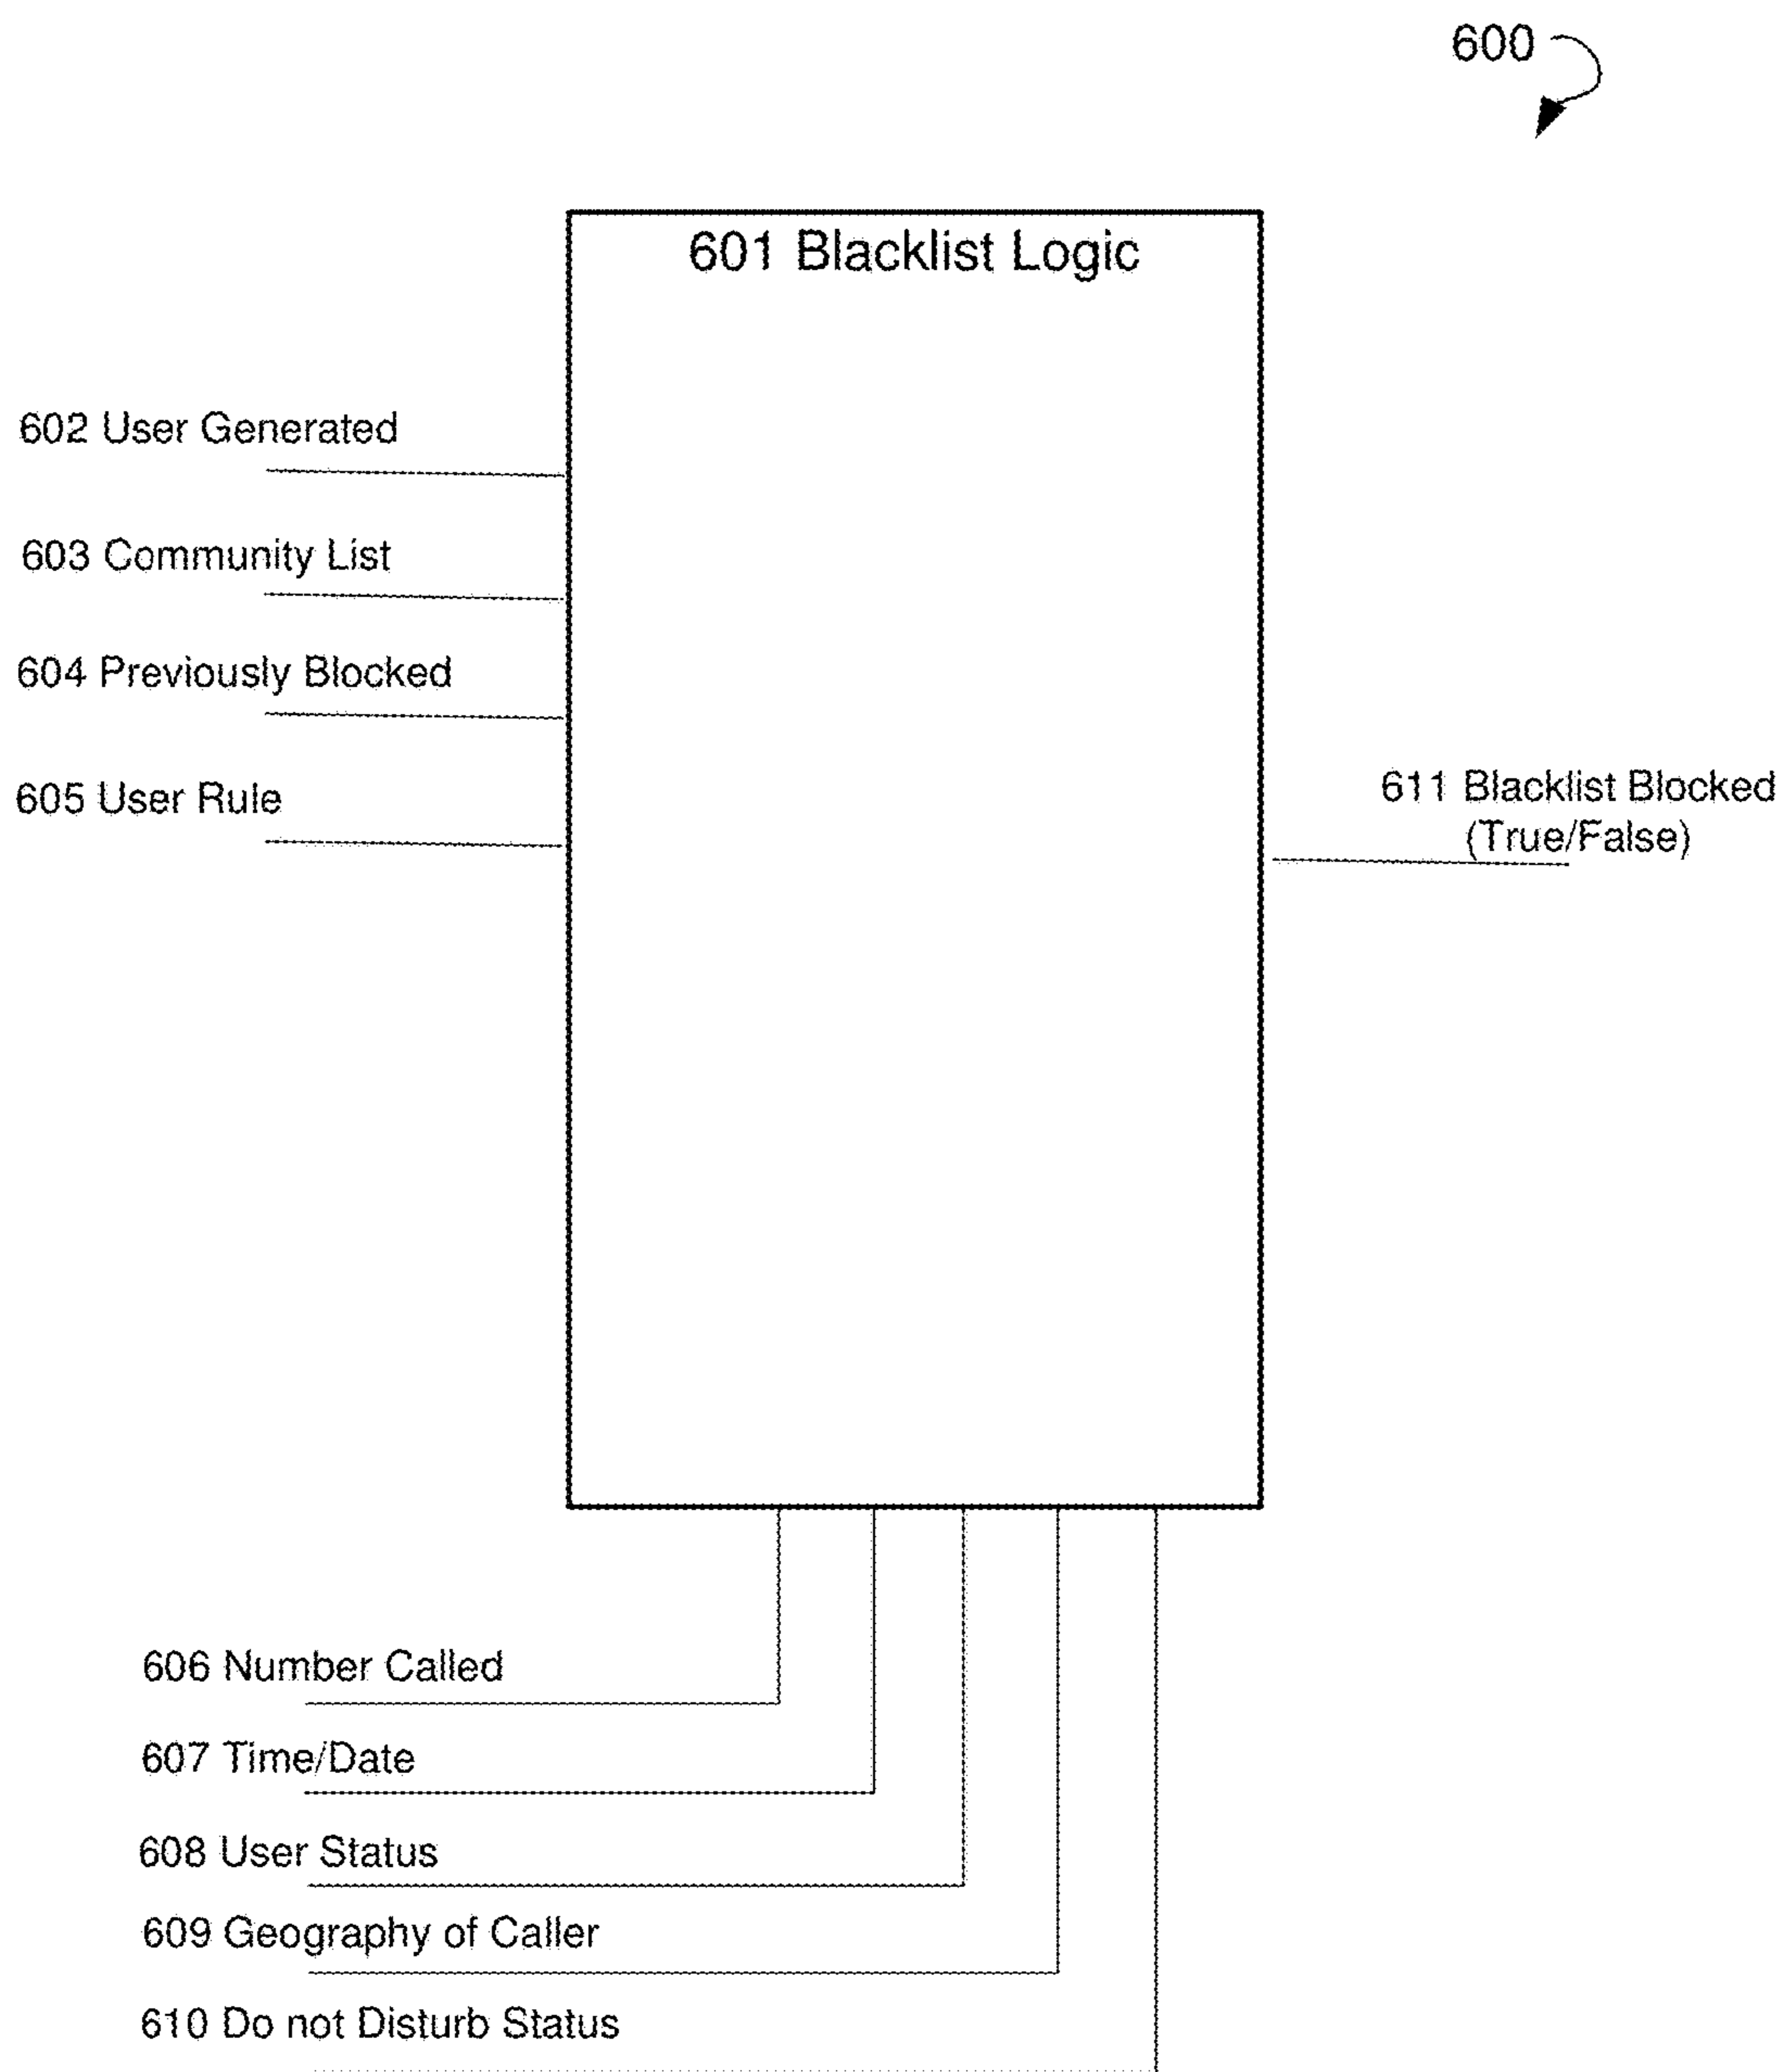 600
601 Blacklist Logic
602 User Generated
603 Community List
604 Previously Blocked
605 User Rule
611 Blacklist Blocked
(True/False)
606 Number Called
607 Time/Date
608 User Status
609 Geography of Caller
610 Do not Disturb Status